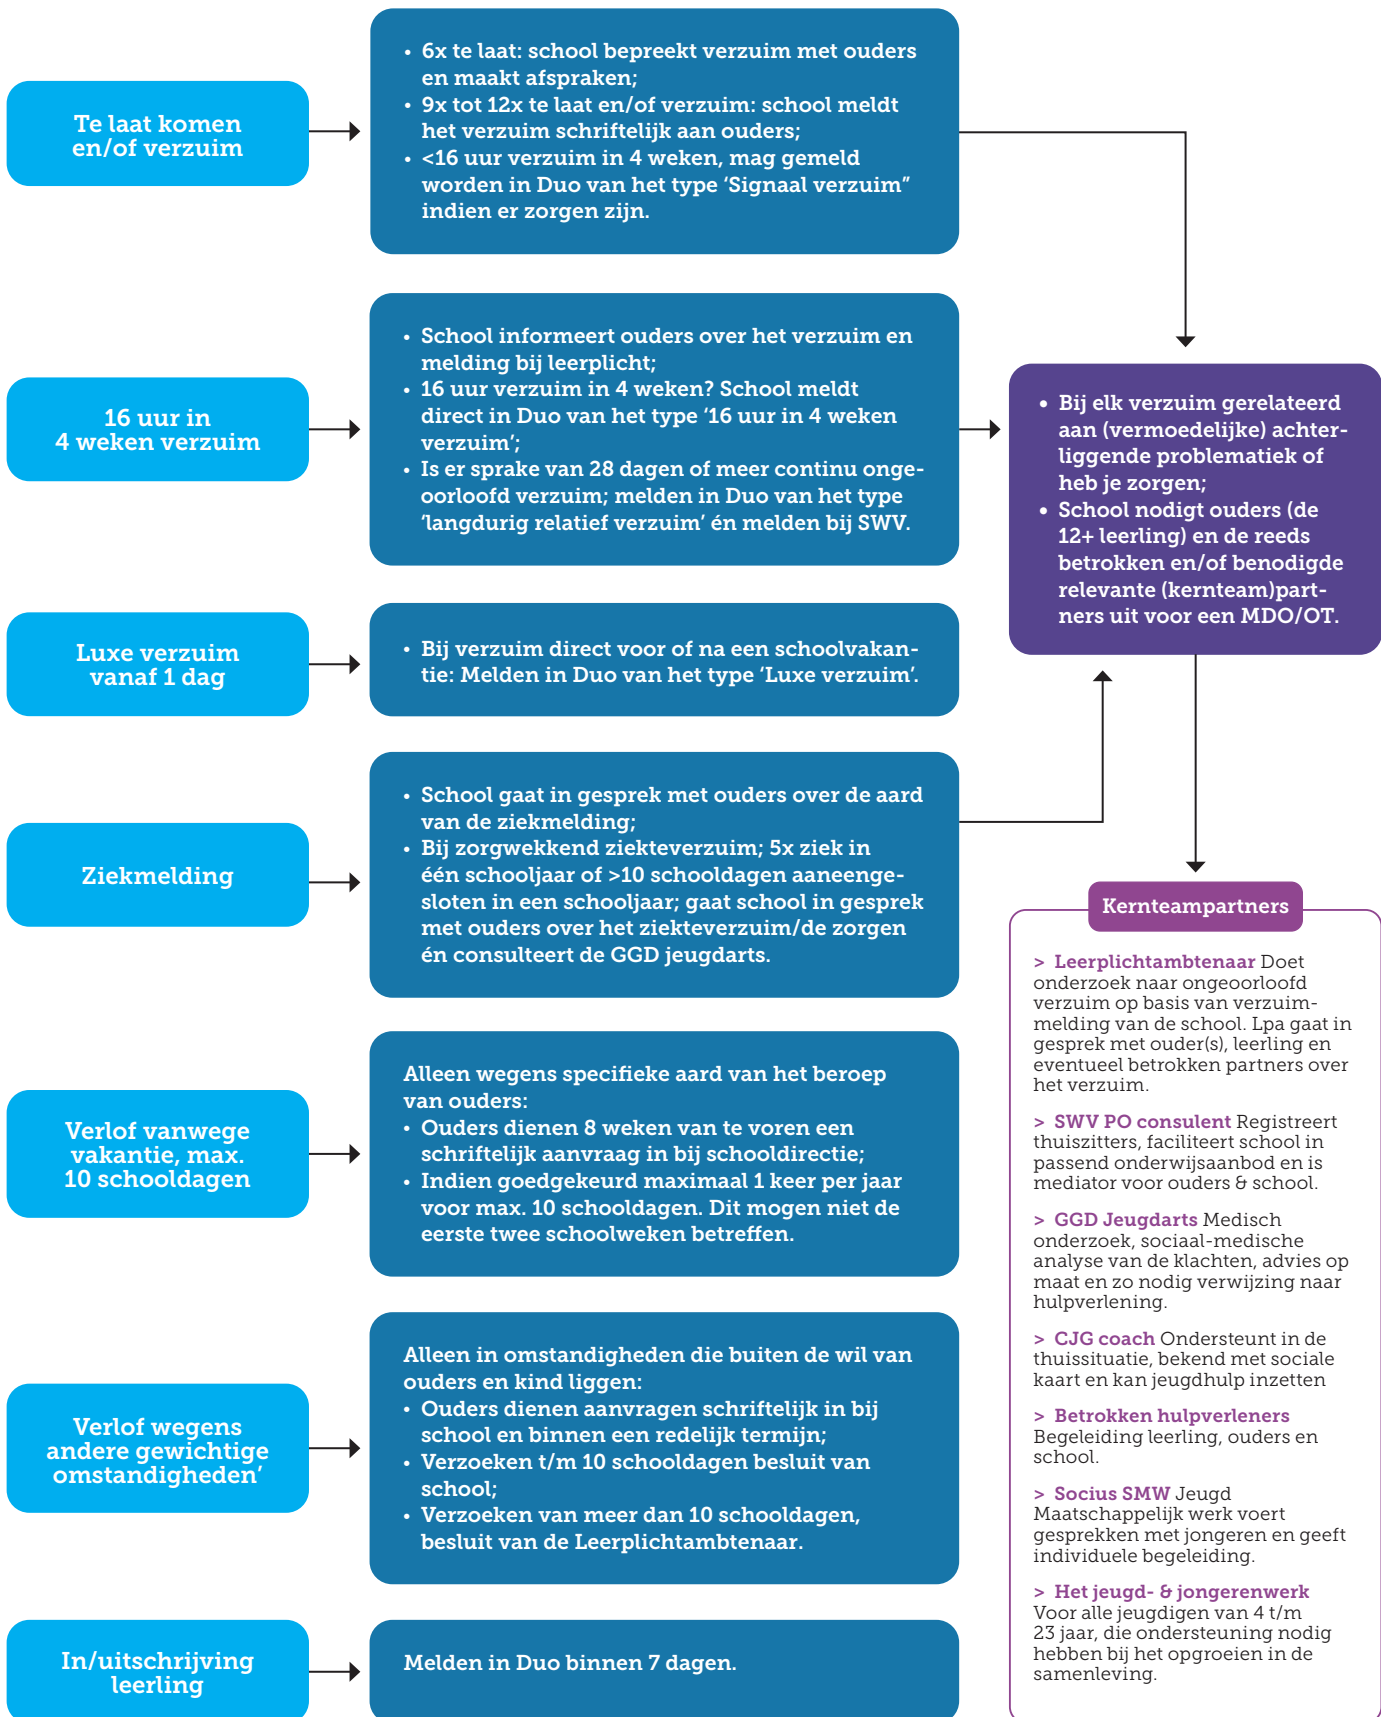 Te laat komen
en/of verzuim
• 6x te laat: school bepreekt verzuim met ouders
en maakt afspraken;
• 9x tot 12x te laat en/of verzuim: school meldt
het verzuim schriftelijk aan ouders;
• <16 uur verzuim in 4 weken, mag gemeld
worden in Duo van het type ‘Signaal verzuim”
indien er zorgen zijn.
16 uur in
4 weken verzuim
• School informeert ouders over het verzuim en
melding bij leerplicht;
• 16 uur verzuim in 4 weken? School meldt
direct in Duo van het type ‘16 uur in 4 weken
verzuim’;
• Is er sprake van 28 dagen of meer continu onge-
oorloofd verzuim; melden in Duo van het type
‘langdurig relatief verzuim’ én melden bij SWV.
• Bij elk verzuim gerelateerd
aan (vermoedelijke) achter-
liggende problematiek of
heb je zorgen;
• School nodigt ouders (de
12+ leerling) en de reeds
betrokken en/of benodigde
relevante (kernteam)part-
ners uit voor een MDO/OT.
Luxe verzuim
vanaf 1 dag
• Bij verzuim direct voor of na een schoolvakan-
tie: Melden in Duo van het type ‘Luxe verzuim’.
Ziekmelding
• School gaat in gesprek met ouders over de aard
van de ziekmelding;
• Bij zorgwekkend ziekteverzuim; 5x ziek in
één schooljaar of >10 schooldagen aaneenge-
sloten in een schooljaar; gaat school in gesprek
met ouders over het ziekteverzuim/de zorgen
én consulteert de GGD jeugdarts.
Verlof vanwege
vakantie, max.
10 schooldagen
Alleen wegens specifieke aard van het beroep
van ouders:
• Ouders dienen 8 weken van te voren een
schriftelijk aanvraag in bij schooldirectie;
• Indien goedgekeurd maximaal 1 keer per jaar
voor max. 10 schooldagen. Dit mogen niet de
eerste twee schoolweken betreffen.
Verlof wegens
andere gewichtige
omstandigheden’
Alleen in omstandigheden die buiten de wil van
ouders en kind liggen:
• Ouders dienen aanvragen schriftelijk in bij
school en binnen een redelijk termijn;
• Verzoeken t/m 10 schooldagen besluit van
school;
• Verzoeken van meer dan 10 schooldagen,
besluit van de Leerplichtambtenaar.
In/uitschrijving
leerling
Melden in Duo binnen 7 dagen.
Kernteampartners
> Leerplichtambtenaar Doet
onderzoek naar ongeoorloofd
verzuim op basis van verzuim-
melding van de school. Lpa gaat in
gesprek met ouder(s), leerling en
eventueel betrokken partners over
het verzuim.
> SWV PO consulent Registreert
thuiszitters, faciliteert school in
passend onderwijsaanbod en is
mediator voor ouders & school.
> GGD Jeugdarts Medisch
onderzoek, sociaal-medische
analyse van de klachten, advies op
maat en zo nodig verwijzing naar
hulpverlening.
> CJG coach Ondersteunt in de
thuissituatie, bekend met sociale
kaart en kan jeugdhulp inzetten
> Betrokken hulpverleners
Begeleiding leerling, ouders en
school.
> Socius SMW Jeugd
Maatschappelijk werk voert
gesprekken met jongeren en geeft
individuele begeleiding.
> Het jeugd- & jongerenwerk
Voor alle jeugdigen van 4 t/m
23 jaar, die ondersteuning nodig
hebben bij het opgroeien in de
samenleving.